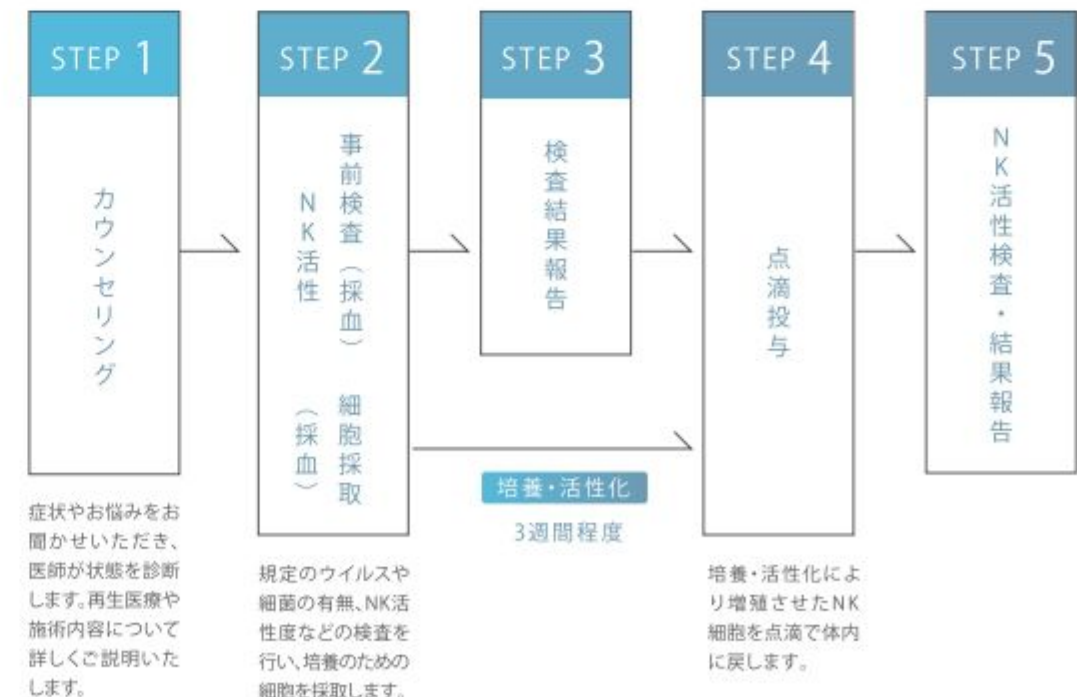 STEP 1
カウンセリング
症状やお悩みをお
聞かせいただき、
医師が状態を診断
します。再生医療や
施術内容について
詳しくご説明いた
します。
STEP 2
事前検査（採血）
NK活性
細胞採取
（採血）
規定のウイルスや
細菌の有無、NK活
性度などの検査を
行い、培養のための
細胞を採取します。
STEP 3
検査結果報告
培養・活性化
3週間程度
STEP 4
点滴投与
培養・活性化によ
り増殖させたNK
細胞を点滴で体内
に戻します。
STEP 5
NK活性検査・結果報告